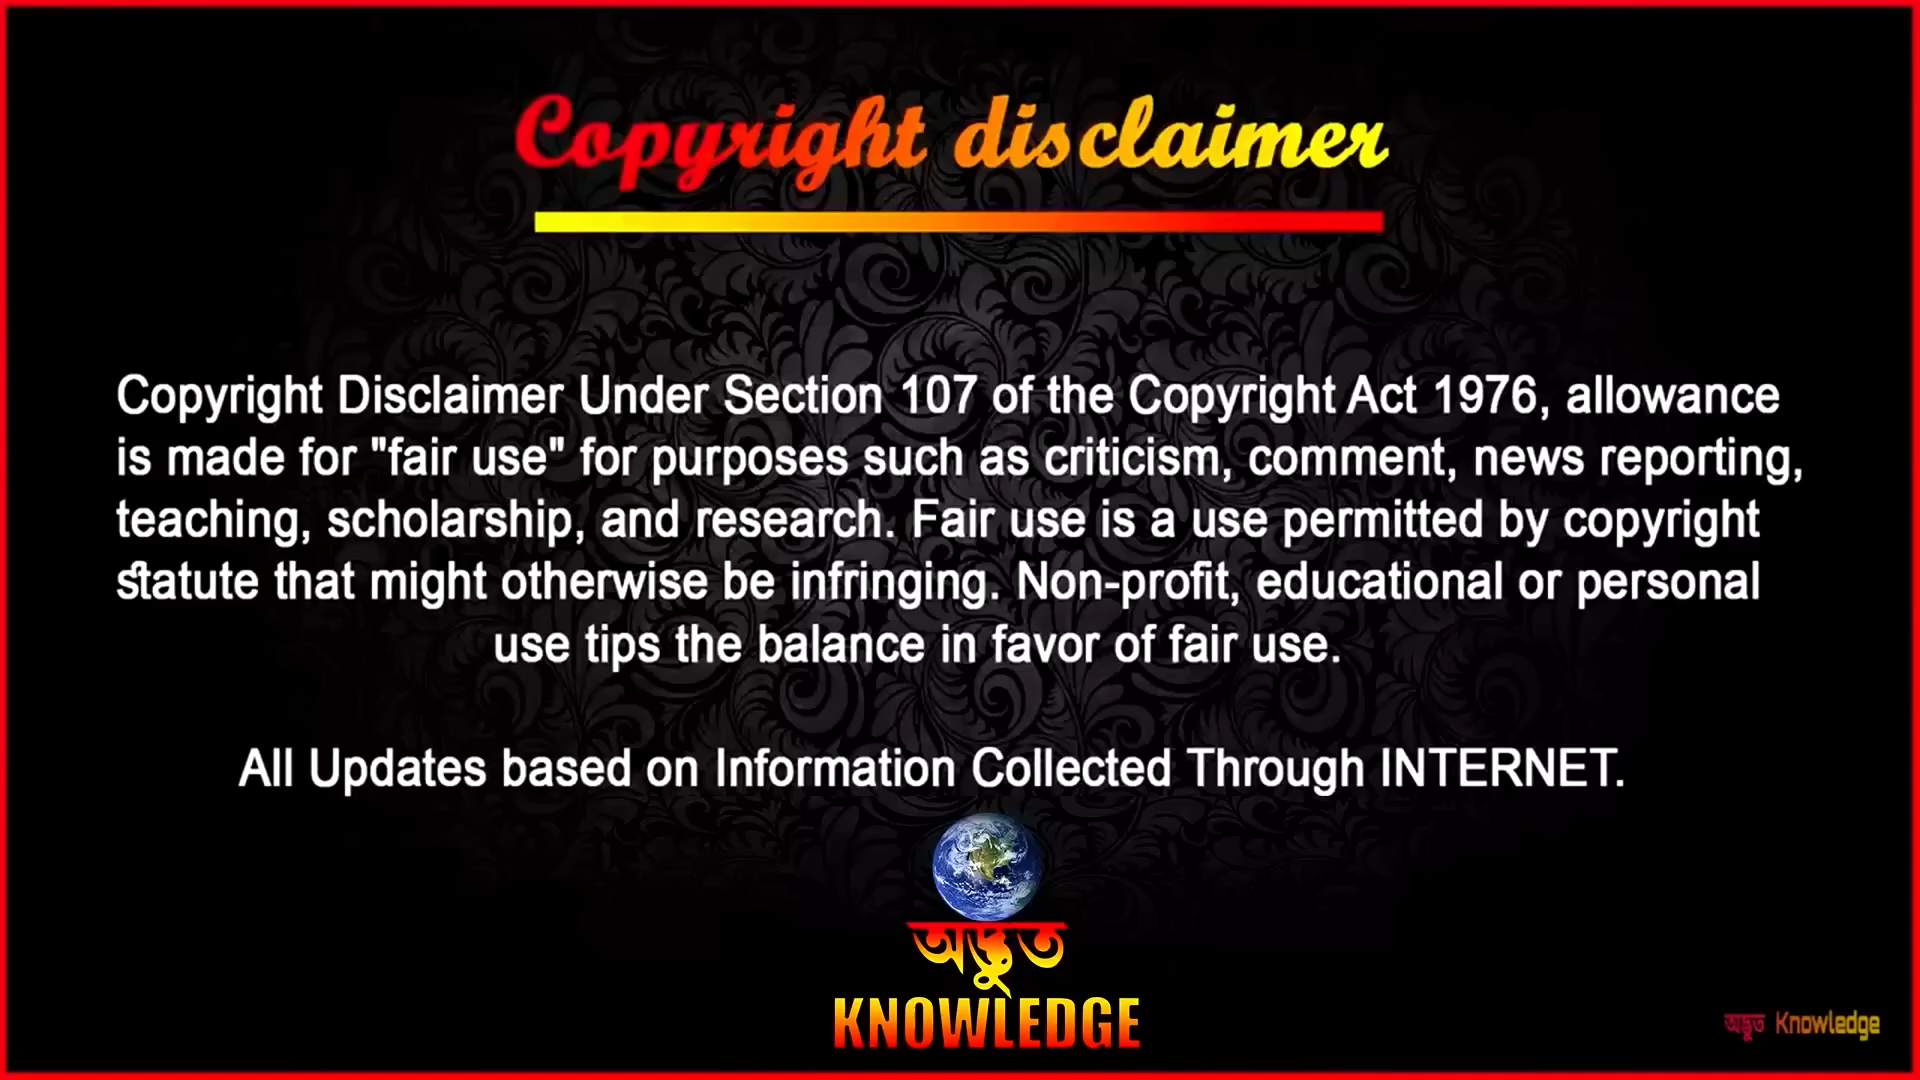 Copyright disclaimer
Copyright Disclaimer Under Section 107 of the Copyright Act 1976, allowance
is made for "fair use" for purposes such as criticism, comment, news reporting,
teaching, scholarship, and research. Fair use is a use permitted by copyright
statute that might otherwise be infringing. Non-profit, educational or personal
use tips the balance in favor of fair use.
All Updates based on Information Collected Through INTERNET.
অদ্ভুত
KNOWLEDGE
অদ্ভুত Knowledge